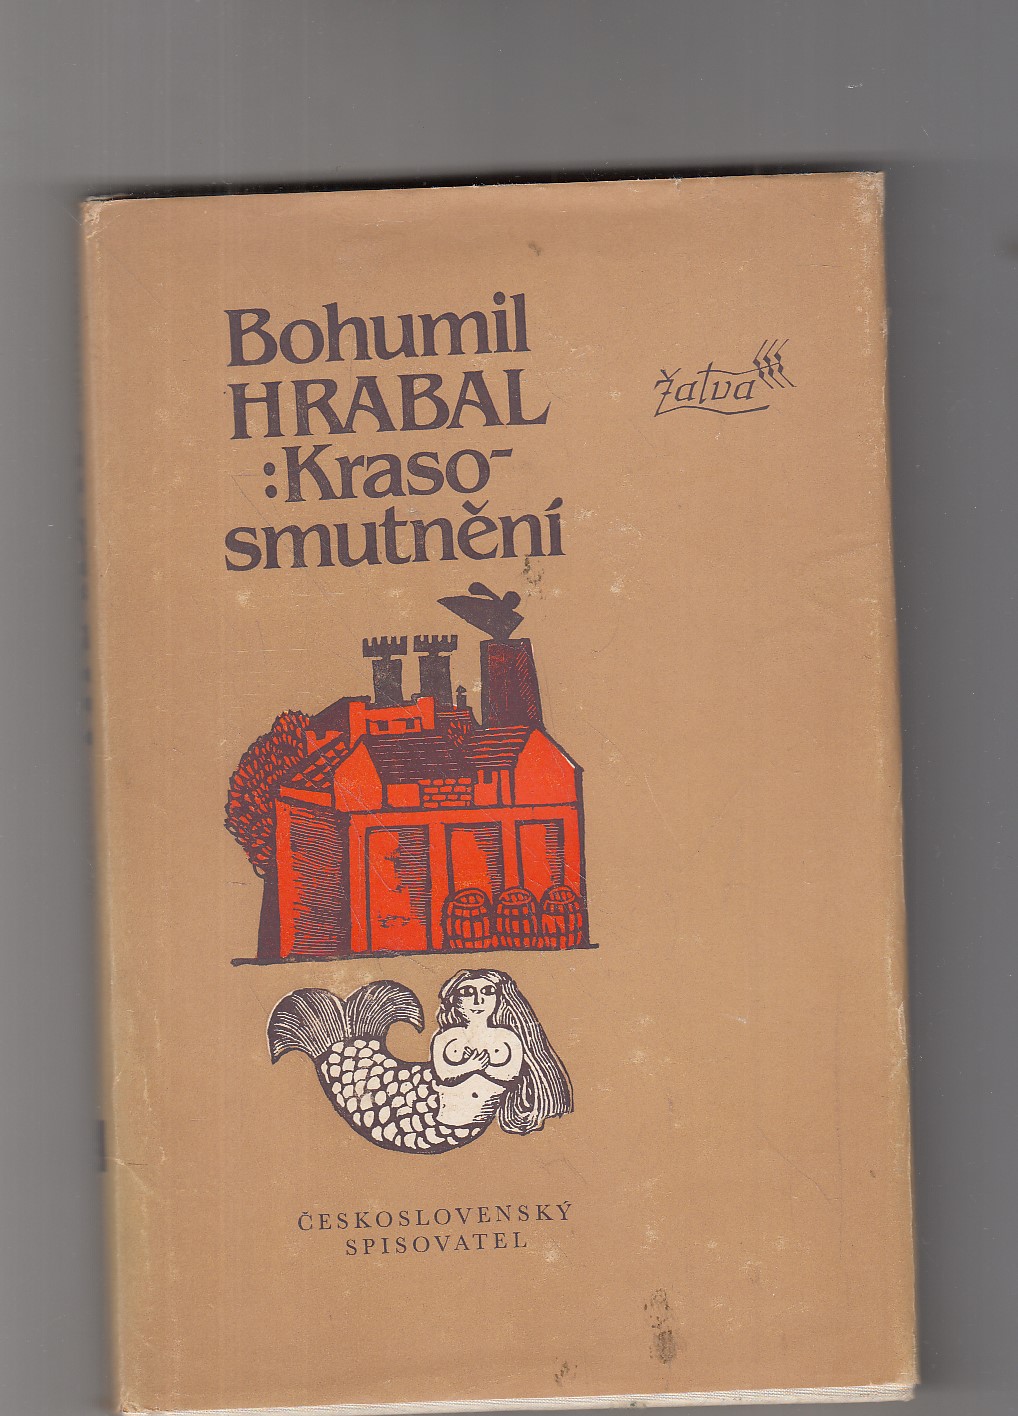 Bohumil
HRABAL
:Kraso-
smutnění
žatva
ČESKOSLOVENSKÝ
SPISOVATEL